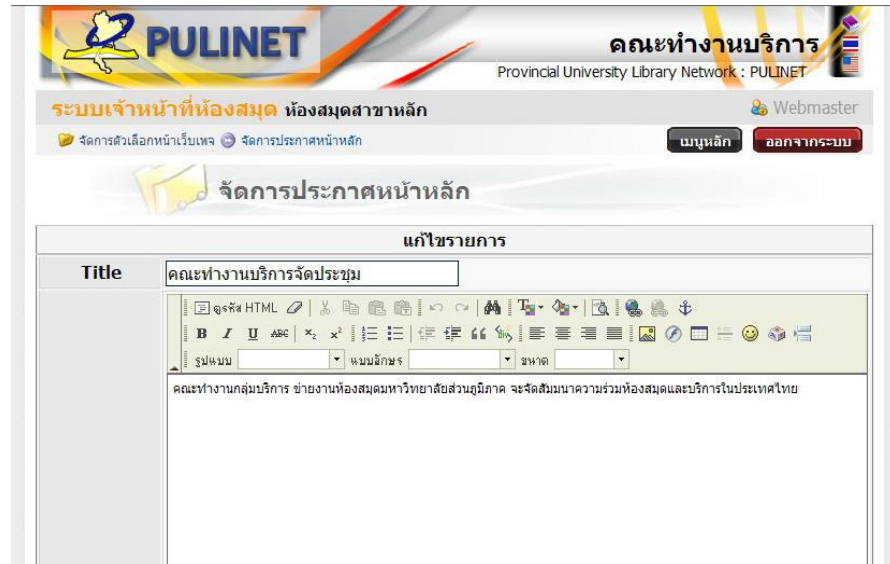 PULINET
คณะทำงานบริการ
Provincial University Library Network : PULINET
ระบบเจ้าหน้าที่ห้องสมุด ห้องสมุดสาขาหลัก
Webmaster
จัดการตัวเลือกหน้าเว็บเพจ จัดการประกาศหน้าหลัก
เมนูหลัก ออกจากระบบ
จัดการประกาศหน้าหลัก
แก้ไขรายการ
Title คณะทำงานบริการจัดประชุม
ดูรหัส HTML
B I U ABC x₂ x²
รูปแบบ แบบอักษร ขนาด
คณะทำงานกลุ่มบริการ ข่ายงานห้องสมุดมหาวิทยาลัยส่วนภูมิภาค จะจัดสัมมนาความร่วมห้องสมุดและบริการในประเทศไทย